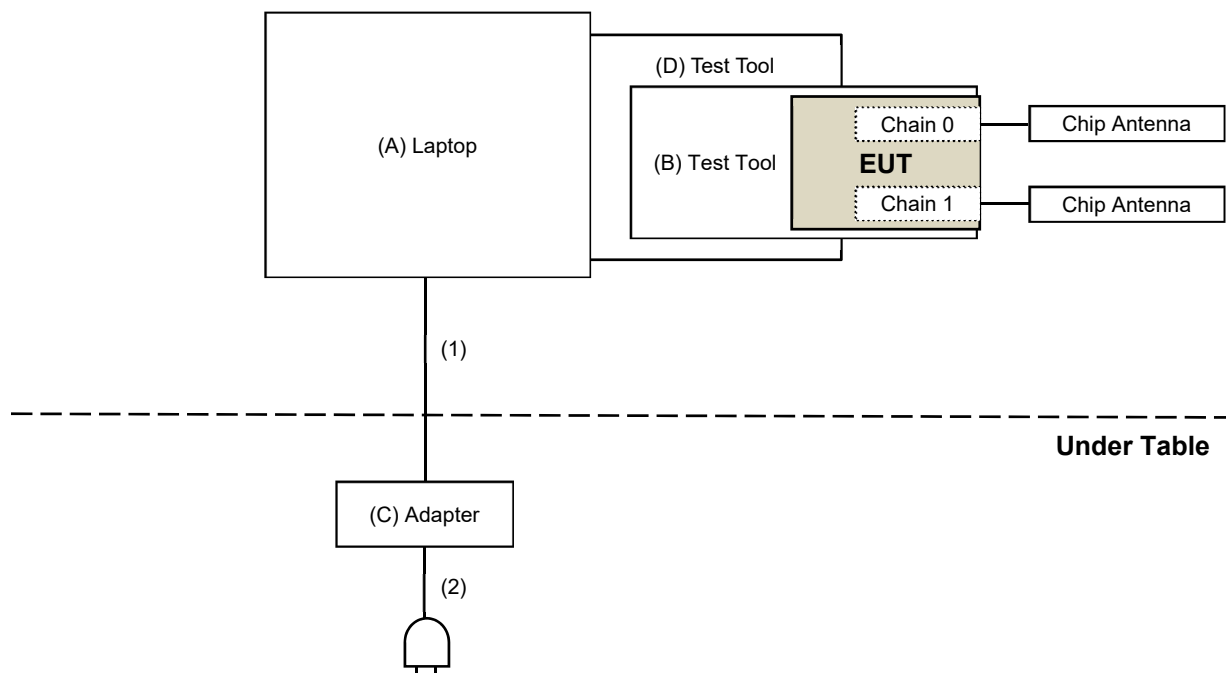 (D) Test Tool
Chain 0
Chip Antenna
(A) Laptop
(B) Test Tool
EUT
Chain 1
Chip Antenna
(1)
Under Table
(C) Adapter
(2)